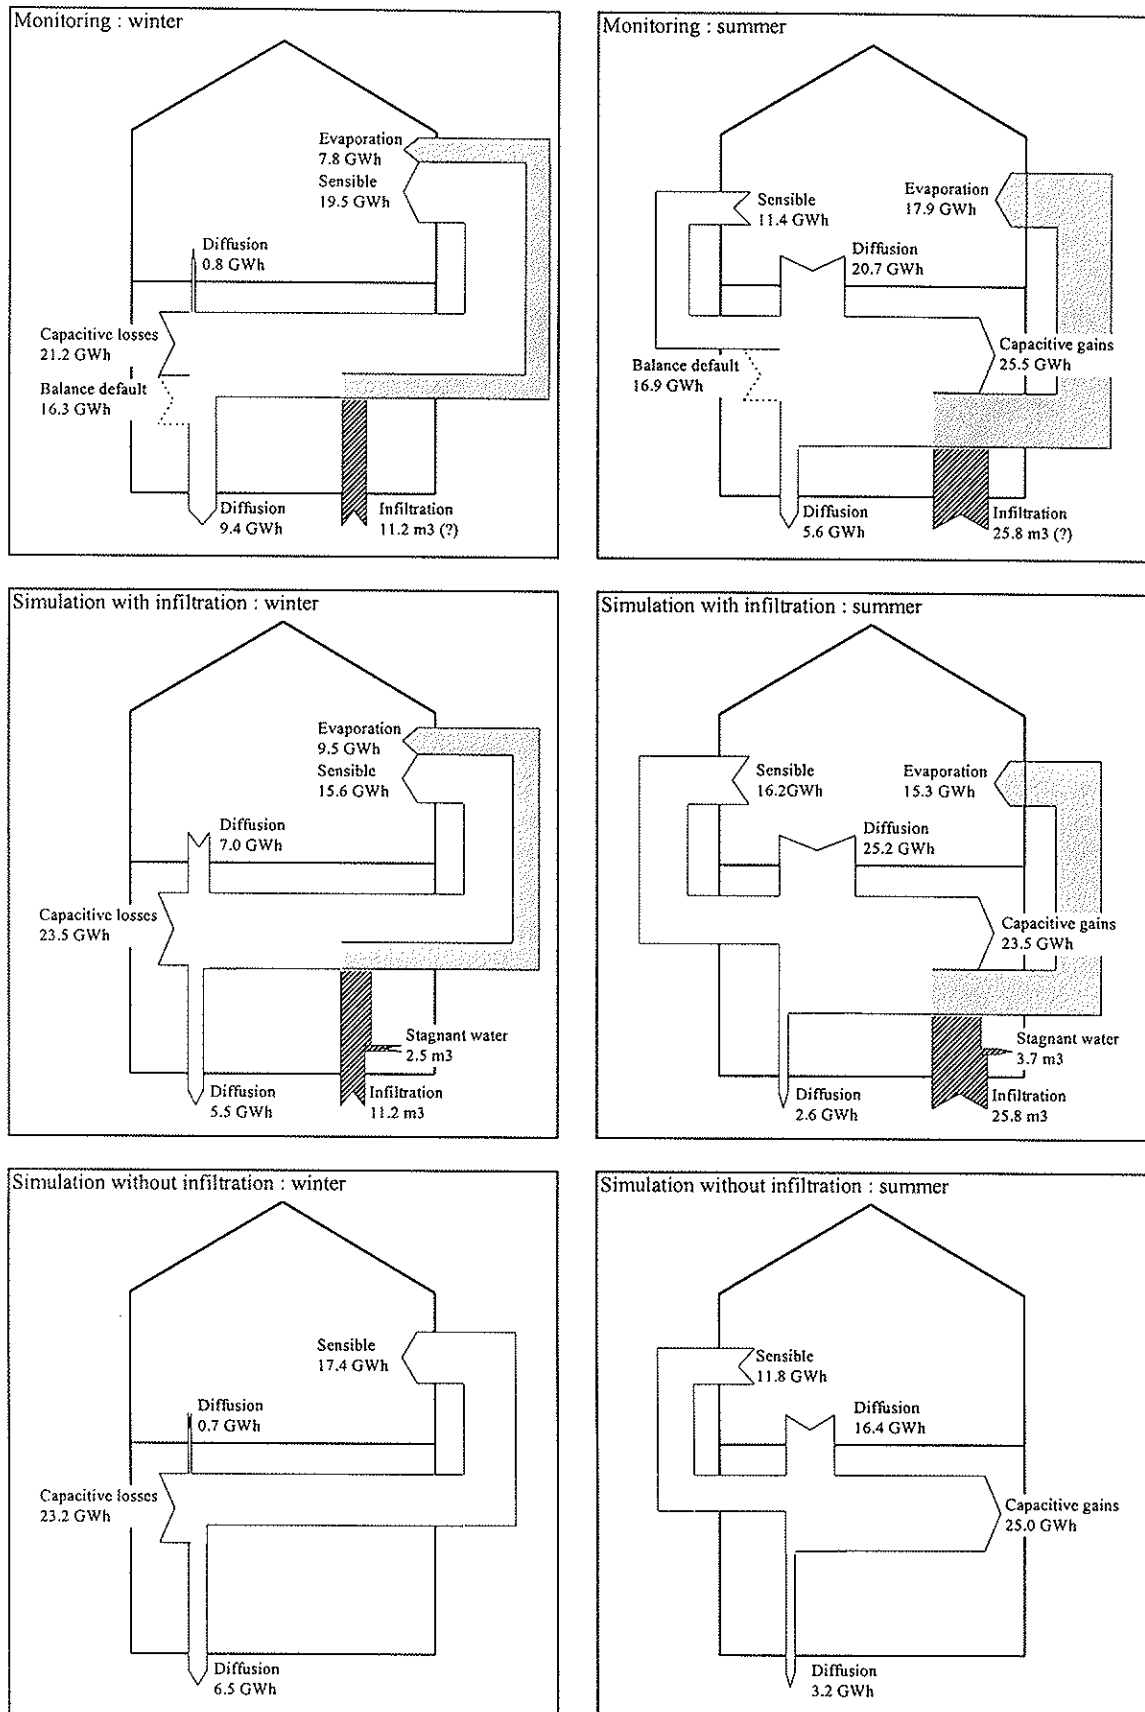 Monitoring : winter
Evaporation
7.8 GWh
Sensible
19.5 GWh
Diffusion
0.8 GWh
Capacitive losses
21.2 GWh
Balance default
16.3 GWh
Diffusion
9.4 GWh
Infiltration
11.2 m3 (?)
Monitoring : summer
Sensible
11.4 GWh
Evaporation
17.9 GWh
Diffusion
20.7 GWh
Capacitive gains
25.5 GWh
Balance default
16.9 GWh
Diffusion
5.6 GWh
Infiltration
25.8 m3 (?)
Simulation with infiltration : winter
Evaporation
9.5 GWh
Sensible
15.6 GWh
Diffusion
7.0 GWh
Capacitive losses
23.5 GWh
Stagnant water
2.5 m3
Diffusion
5.5 GWh
Infiltration
11.2 m3
Simulation with infiltration : summer
Sensible
16.2GWh
Evaporation
15.3 GWh
Diffusion
25.2 GWh
Capacitive gains
23.5 GWh
Stagnant water
3.7 m3
Diffusion
2.6 GWh
Infiltration
25.8 m3
Simulation without infiltration : winter
Sensible
17.4 GWh
Diffusion
0.7 GWh
Capacitive losses
23.2 GWh
Diffusion
6.5 GWh
Simulation without infiltration : summer
Sensible
11.8 GWh
Diffusion
16.4 GWh
Capacitive gains
25.0 GWh
Diffusion
3.2 GWh